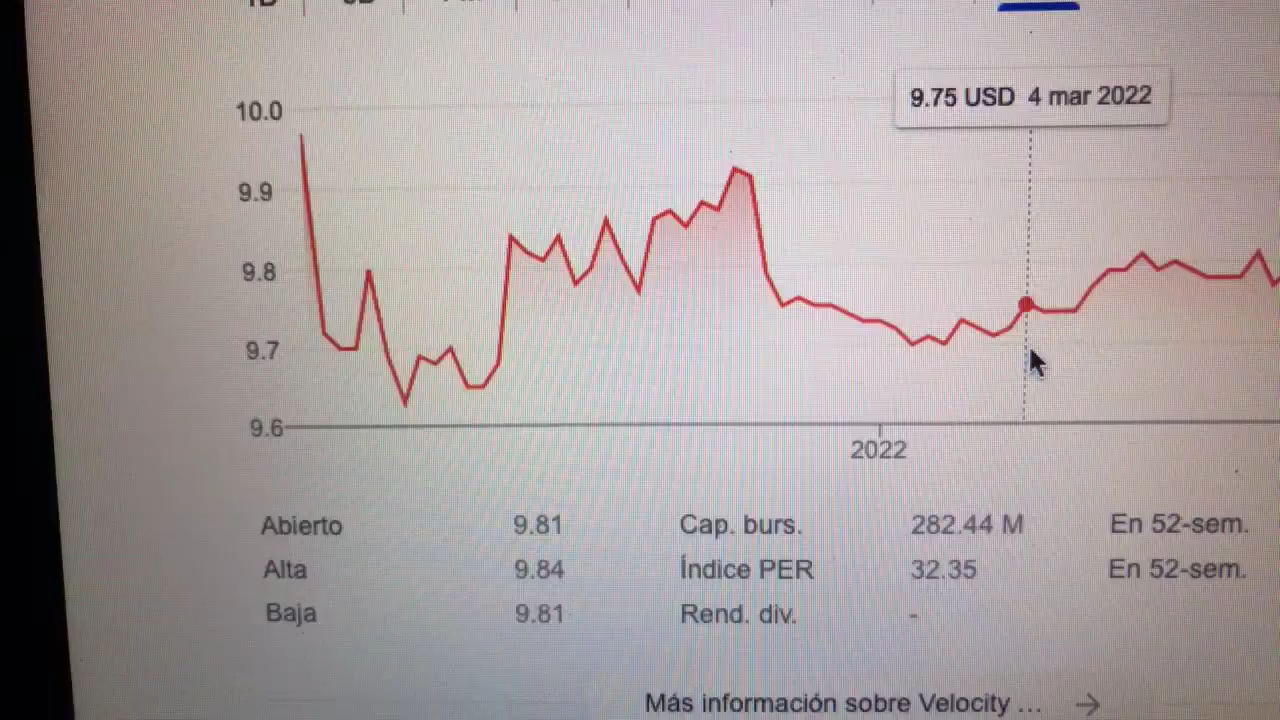 9.75 USD 4 mar 2022
10.0
9.9
9.8
9.7
9.6
2022
Abierto 9.81 Cap. burs. 282.44 M En 52-sem.
Alta 9.84 Índice PER 32.35 En 52-sem.
Baja 9.81 Rend. div. -
Más información sobre Velocity ... →